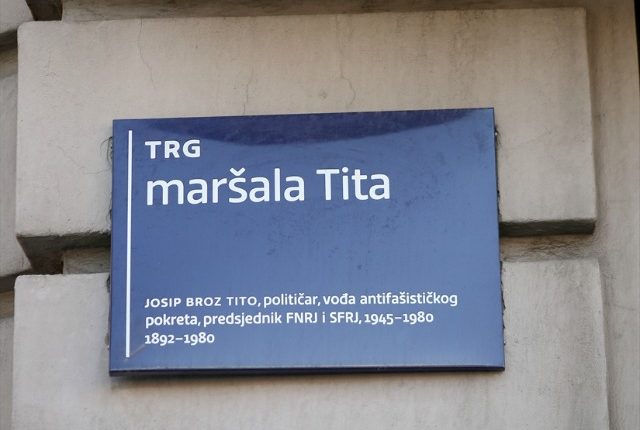 TRG
maršala Tita
JOSIP BROZ TITO, političar, vođa antifašističkog
pokreta, predsjednik FNRJ i SFRJ, 1945–1980
1892–1980